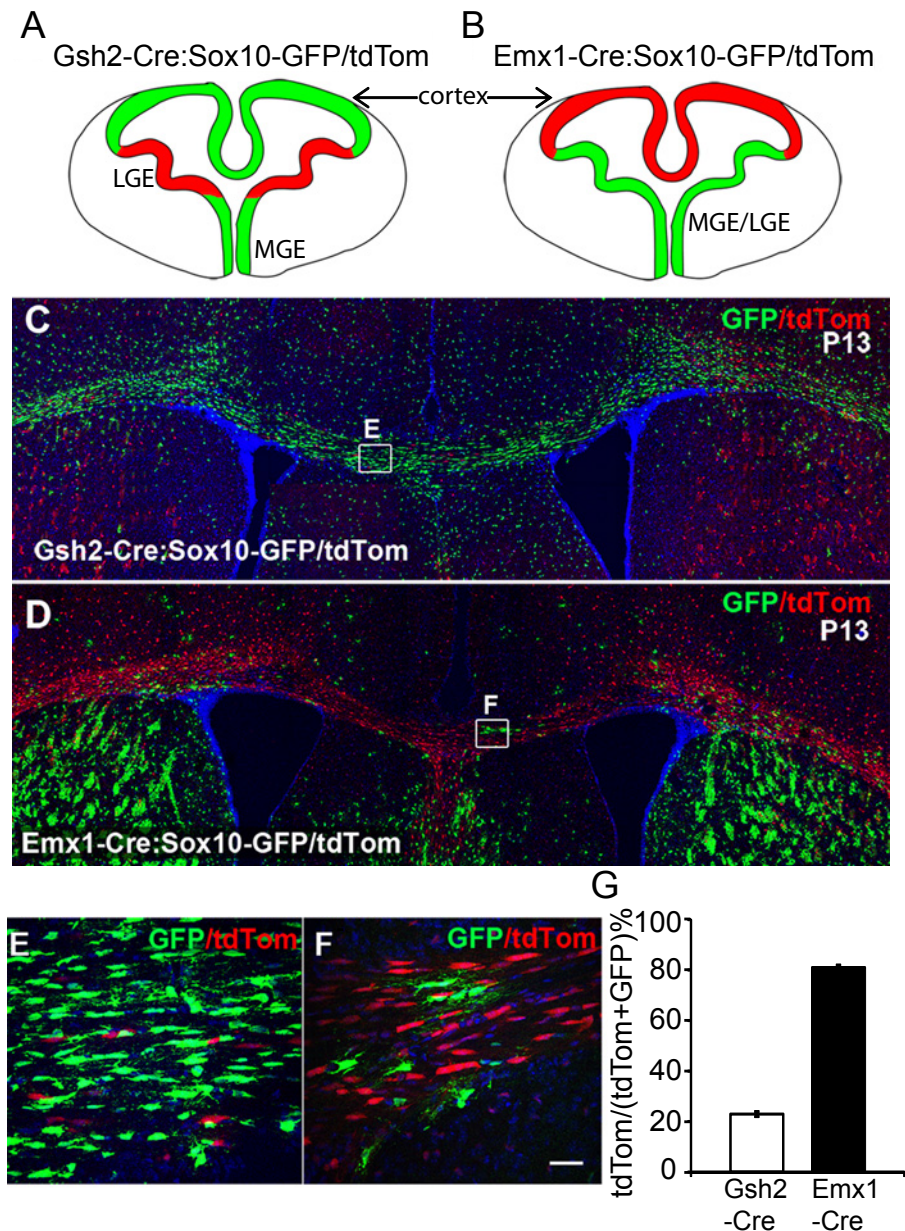 A
Gsh2-Cre:Sox10-GFP/tdTom
B
Emx1-Cre:Sox10-GFP/tdTom
cortex
LGE
MGE
MGE/LGE
C
GFP/tdTom
P13
E
Gsh2-Cre:Sox10-GFP/tdTom
D
GFP/tdTom
P13
F
Emx1-Cre:Sox10-GFP/tdTom
E
GFP/tdTom
F
GFP/tdTom
G
tdTom/(tdTom+GFP)%
100
80
60
40
20
0
Gsh2
-Cre
Emx1
-Cre